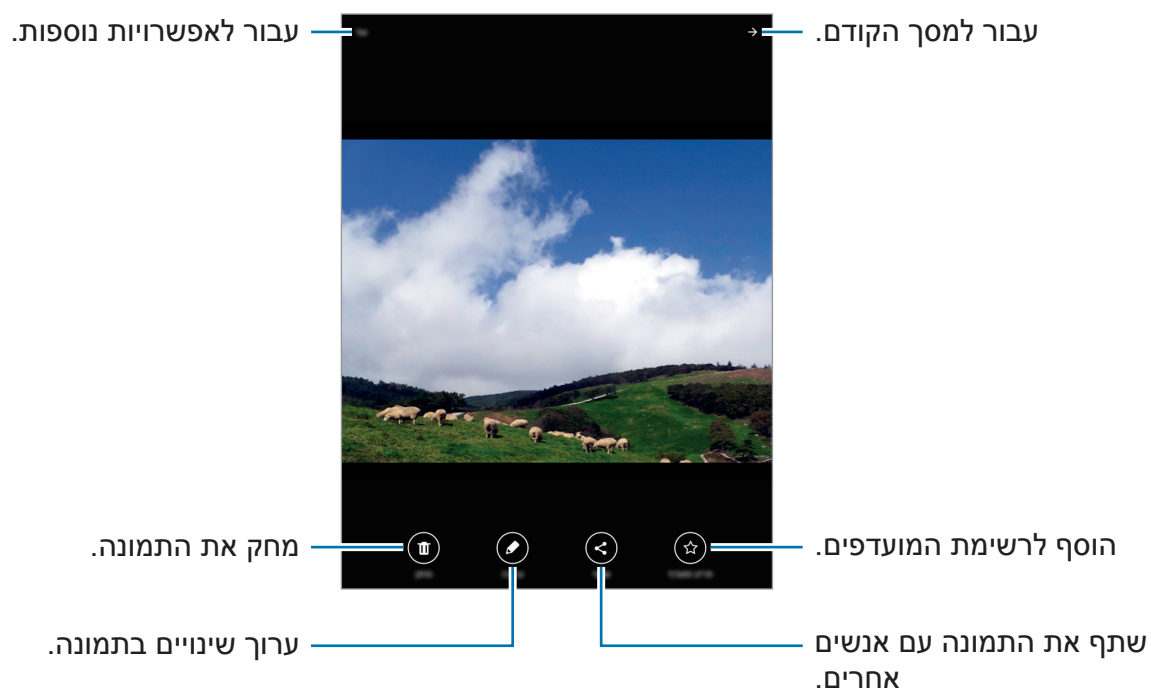 עבור למסך הקודם.
עבור לאפשרויות נוספות.
הוסף לרשימת המועדפים.
מחק את התמונה.
שתף את התמונה עם אנשים
אחרים.
ערוך שינויים בתמונה.